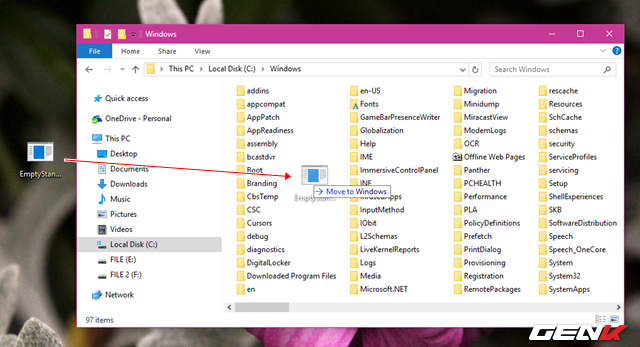 Windows
File
Home
Share
View
This PC
Local Disk (C:)
Windows
Search Windows
Quick access
OneDrive - Personal
This PC
Desktop
Documents
Downloads
Music
Pictures
Videos
Local Disk (C:)
FILE (E:)
FILE 2 (F:)
Network
addins
appcompat
AppPatch
AppReadiness
assembly
bcastdvr
Boot
Branding
CbsTemp
CSC
Cursors
debug
diagnostics
DigitalLocker
Downloaded Program Files
en
en-US
Fonts
GameBarPresenceWriter
Globalization
Help
IME
ImmersiveControlPanel
INF
InputMethod
IObit
L2Schemas
LiveKernelReports
Logs
Media
Microsoft.NET
Migration
Minidump
MiracastView
ModemLogs
OCR
Offline Web Pages
Panther
PCHEALTH
Performance
PLA
PolicyDefinitions
Prefetch
PrintDialog
Provisioning
Registration
RemotePackages
rescache
Resources
SchCache
schemas
security
ServiceProfiles
servicing
Setup
ShellExperiences
SKB
SoftwareDistribution
Speech
Speech_OneCore
System
System32
SystemApps
EmptyStan...
Move to Windows
97 items
GENK